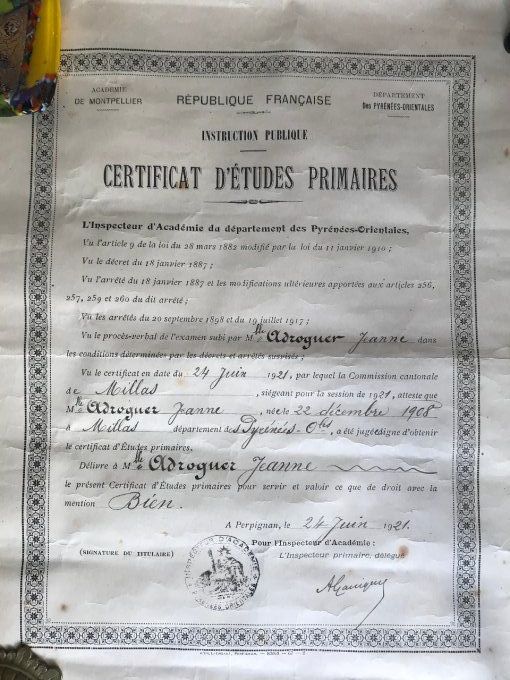 ACADÉMIE
DE MONTPELLIER
RÉPUBLIQUE FRANÇAISE
DÉPARTEMENT
DES PYRÉNÉES-ORIENTALES
INSTRUCTION PUBLIQUE
CERTIFICAT D'ÉTUDES PRIMAIRES
L'Inspecteur d'Académie du département des Pyrénées-Orientales,
Vu l'article 9 de la loi du 28 mars 1882 modifié par la loi du 11 janvier 1910 ;
Vu le décret du 18 janvier 1887 ;
Vu l'arrêté du 18 janvier 1887 et les modifications ultérieures apportées aux articles 256,
257, 259 et 260 du dit arrêté ;
Vu les arrêtés du 20 septembre 1898 et du 19 juillet 1917 ;
Vu le procès-verbal de l'examen subi par Mlle Adroguer Jeanne dans
les conditions déterminées par les décrets et arrêtés susvisés ;
Vu le certificat en date du 24 Juin 1921, par lequel la Commission cantonale
de Millas, siégeant pour la session de 1921, atteste que
Mlle Adroguer Jeanne, née le 22 décembre 1908
à Millas département des Pyrénées-Oles, a été jugée digne d'obtenir
le certificat d'Études primaires,
Délivre à Mlle Adroguer Jeanne
le présent Certificat d'Études primaires pour servir et valoir ce que de droit avec la
mention Bien.
A Perpignan, le 24 Juin 1921.
Pour l'Inspecteur d'Académie :
L'Inspecteur primaire, délégué
(SIGNATURE DU TITULAIRE)
INSPECTEUR D'ACADÉMIE
PYRÉNÉES ORIENTALES